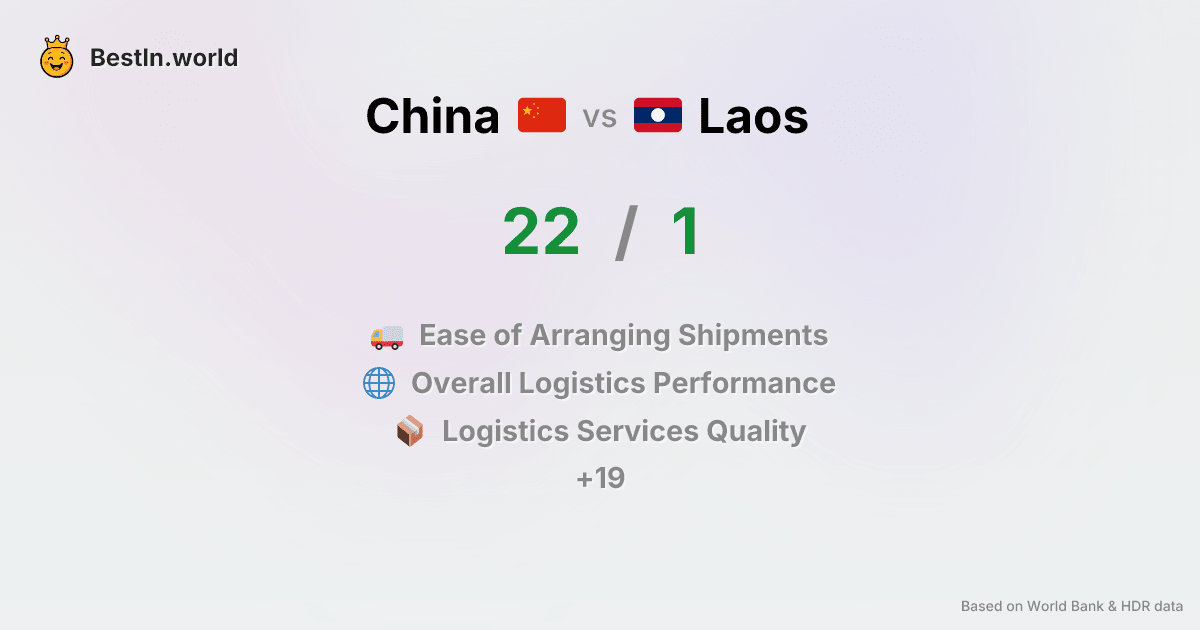 BestIn.world
China vs Laos
22 / 1
Ease of Arranging Shipments
Overall Logistics Performance
Logistics Services Quality
+19
Based on World Bank & HDR data